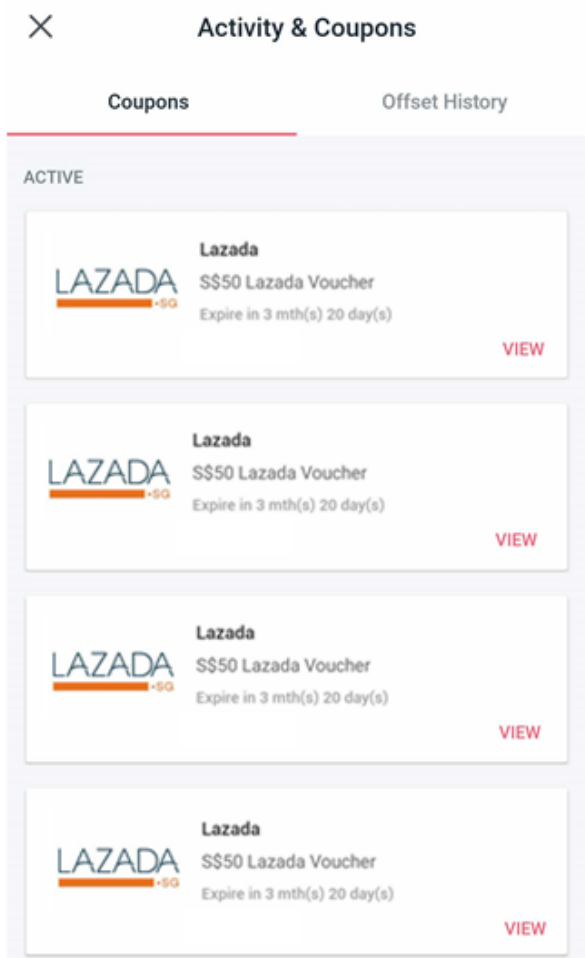 Activity & Coupons
Coupons
Offset History
ACTIVE
Lazada
LAZADA
.SG
S$50 Lazada Voucher
Expire in 3 mth(s) 20 day(s)
VIEW
Lazada
LAZADA
.SG
S$50 Lazada Voucher
Expire in 3 mth(s) 20 day(s)
VIEW
Lazada
LAZADA
.SG
S$50 Lazada Voucher
Expire in 3 mth(s) 20 day(s)
VIEW
Lazada
LAZADA
.SG
S$50 Lazada Voucher
Expire in 3 mth(s) 20 day(s)
VIEW